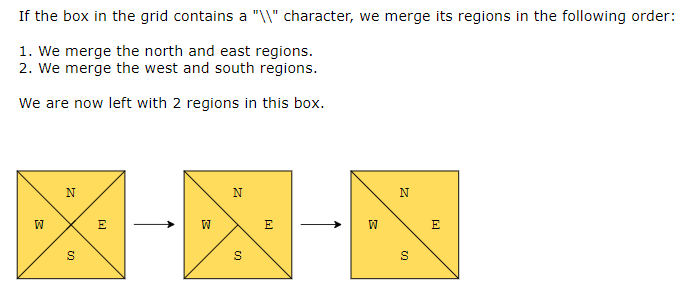 If the box in the grid contains a "\\" character, we merge its regions in the following order:
1. We merge the north and east regions.
2. We merge the west and south regions.
We are now left with 2 regions in this box.
N N N
W E W E W E
S S S